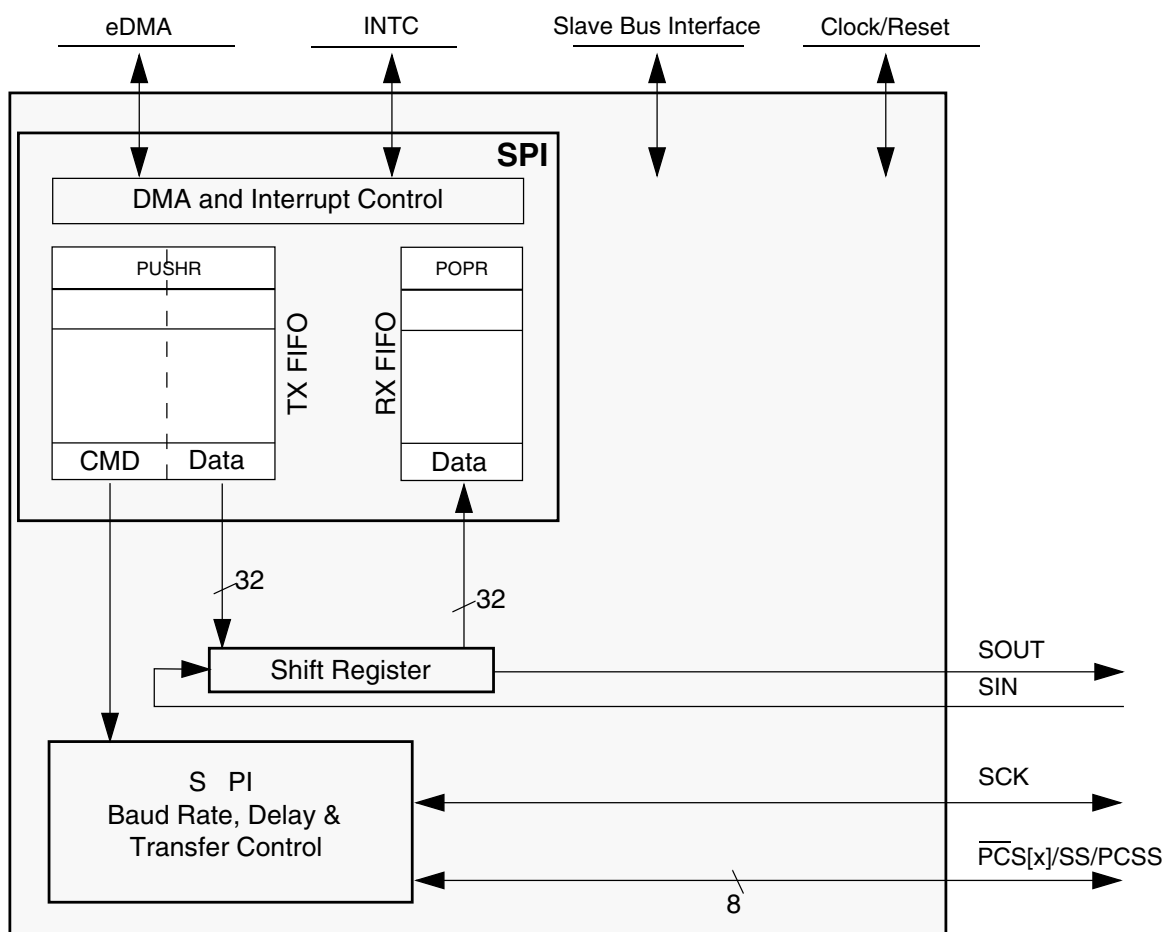 eDMA
INTC
Slave Bus Interface
Clock/Reset
SPI
DMA and Interrupt Control
PUSHR
POPR
TX FIFO
RX FIFO
CMD
Data
Data
32
32
Shift Register
SOUT
SIN
S PI
Baud Rate, Delay &
Transfer Control
SCK
PCS[x]/SS/PCSS
8